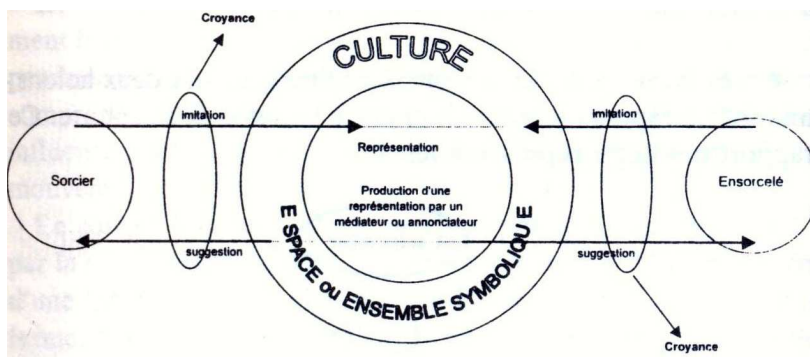 Croyance
CULTURE
imitation
imitation
Représentation
Sorcier
Ensorcelé
Production d'une
représentation par un
médiateur ou annonciateur
suggestion
suggestion
E SPACE ou ENSEMBLE SYMBOLIQU E
Croyance